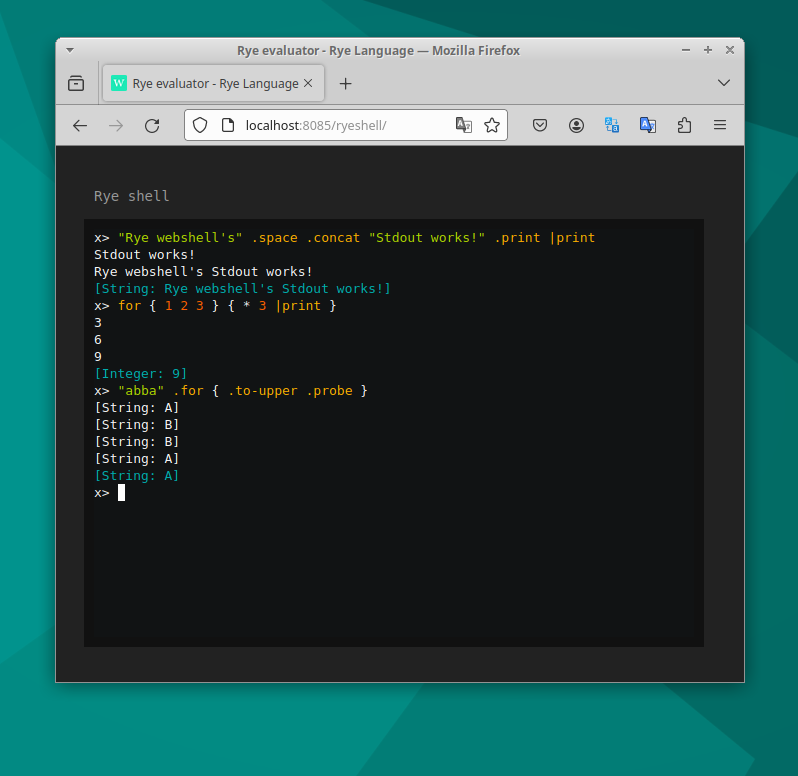 Rye evaluator - Rye Language — Mozilla Firefox
W Rye evaluator - Rye Language
localhost:8085/ryeshell/
Rye shell
x> "Rye webshell's" .space .concat "Stdout works!" .print |print
Stdout works!
Rye webshell's Stdout works!
[String: Rye webshell's Stdout works!]
x> for { 1 2 3 } { * 3 |print }
3
6
9
[Integer: 9]
x> "abba" .for { .to-upper .probe }
[String: A]
[String: B]
[String: B]
[String: A]
[String: A]
x>